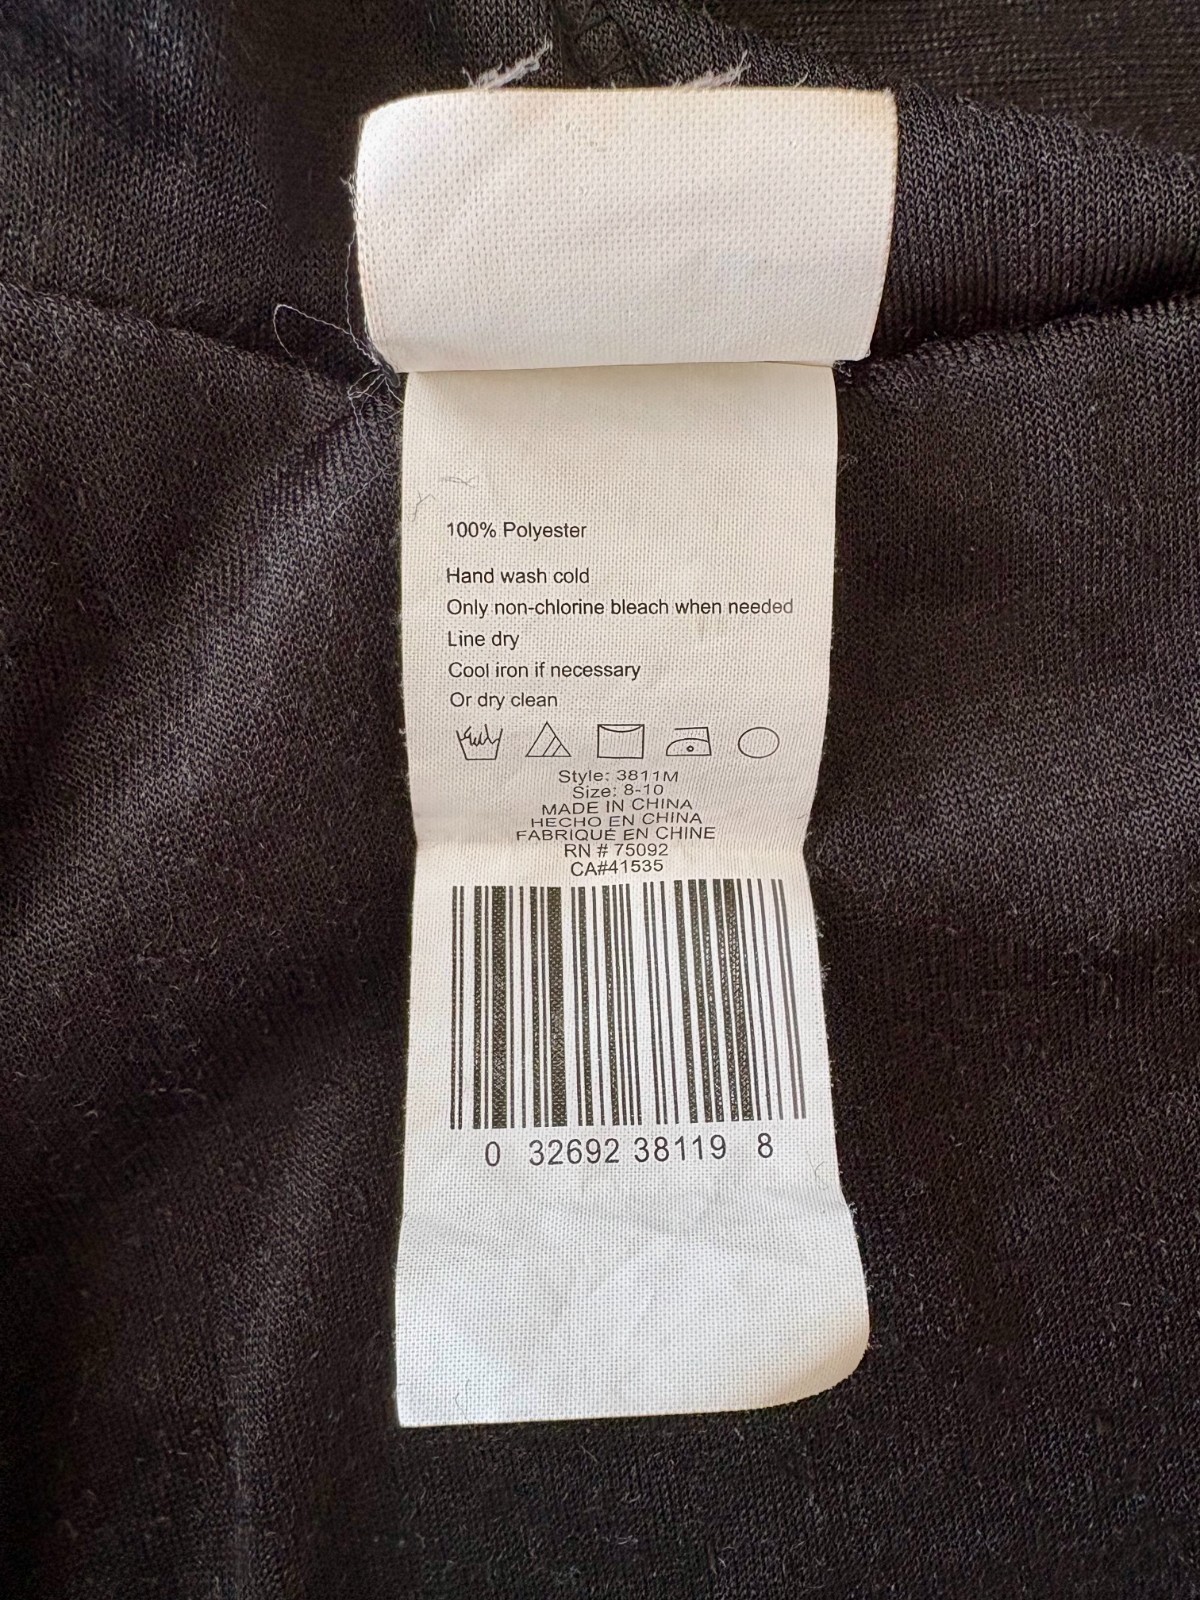 100% Polyester
Hand wash cold
Only non-chlorine bleach when needed
Line dry
Cool iron if necessary
Or dry clean
Style: 3811M
Size: 8-10
MADE IN CHINA
HECHO EN CHINA
FABRIQUÉ EN CHINE
RN # 75092
CA#41535
0 32692 38119 8